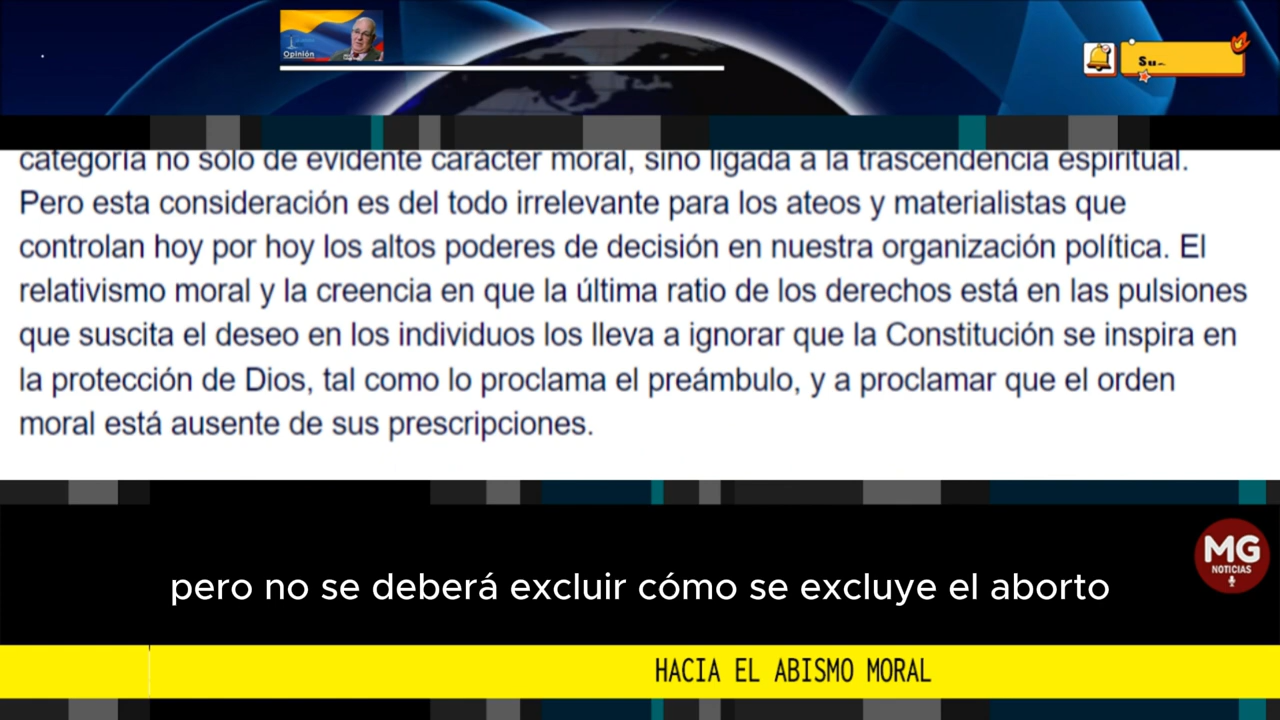 Opinión
Su
categoría no sólo de evidente carácter moral, sino ligada a la trascendencia espiritual.
Pero esta consideración es del todo irrelevante para los ateos y materialistas que
controlan hoy por hoy los altos poderes de decisión en nuestra organización política. El
relativismo moral y la creencia en que la última ratio de los derechos está en las pulsiones
que suscita el deseo en los individuos los lleva a ignorar que la Constitución se inspira en
la protección de Dios, tal como lo proclama el preámbulo, y a proclamar que el orden
moral está ausente de sus prescripciones.
MG
NOTICIAS
pero no se deberá excluir cómo se excluye el aborto
HACIA EL ABISMO MORAL